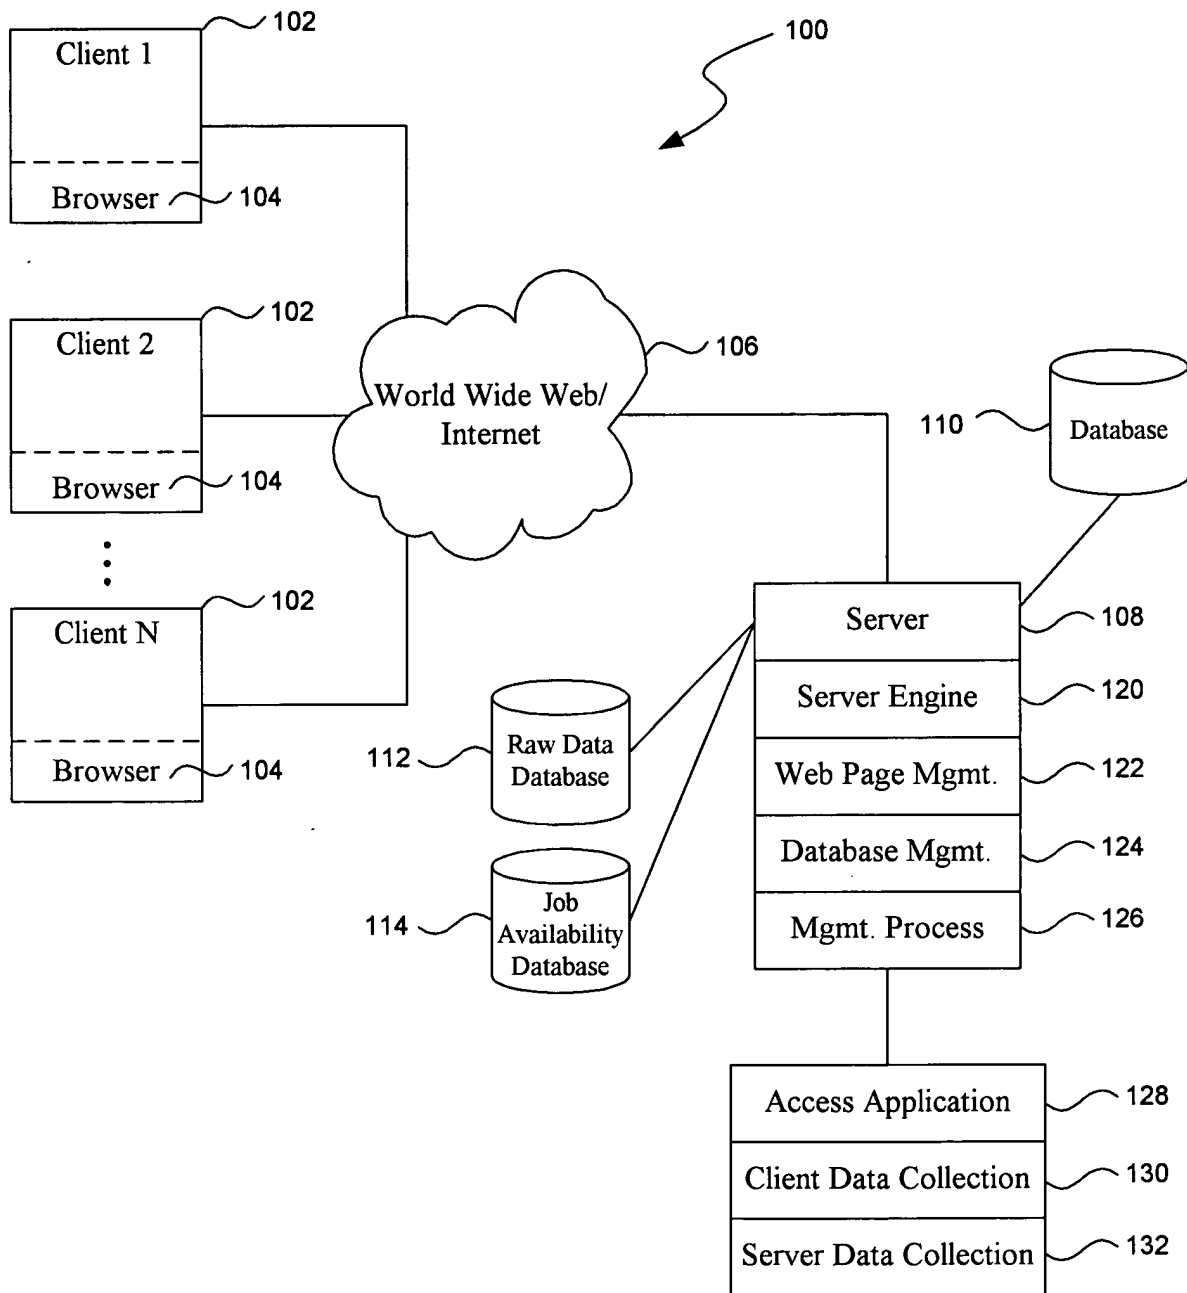 102
100
Client 1
Browser
104
102
Client 2
Browser
104
106
World Wide Web/
Internet
110
Database
102
Client N
Browser
104
Server
108
Server Engine
120
112
Raw Data
Database
Web Page Mgmt.
122
Database Mgmt.
124
114
Job
Availability
Database
Mgmt. Process
126
Access Application
128
Client Data Collection
130
Server Data Collection
132